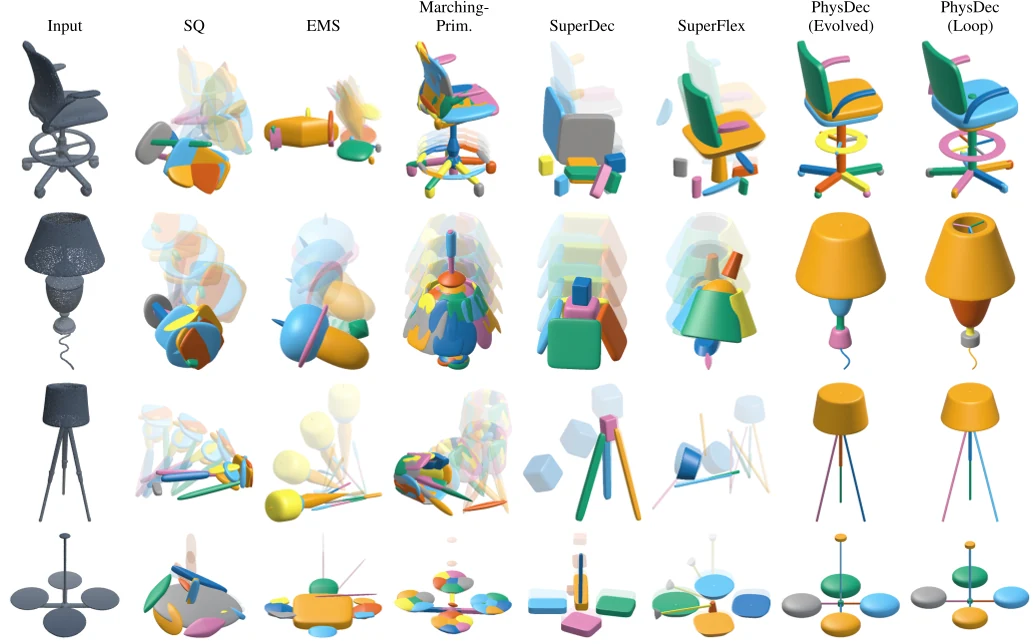 Input
SQ
EMS
Marching-
Prim.
SuperDec
SuperFlex
PhysDec
(Evolved)
PhysDec
(Loop)